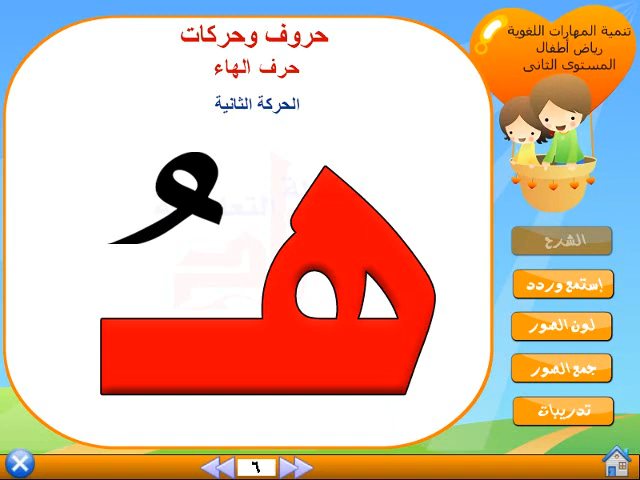 حروف وحركات
حرف الهاء
الحركة الثانية
هُـ
تنمية المهارات اللغوية
رياض أطفال
المستوى الثانى
الشرح
إستمع وردد
لون الصور
جمع الصور
تدريبات
٦